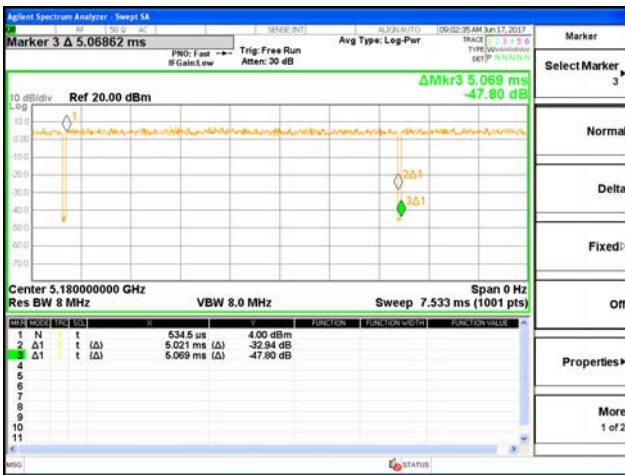 Agilent Spectrum Analyzer - Swept SA
RF 50 Ω AC SENSE:INT ALIGN AUTO 09:02:35 AM Jun 17, 2017
Marker 3 Δ 5.06862 ms
PNO: Fast
IFGain:Low
Trig: Free Run
Atten: 30 dB
Avg Type: Log-Pwr
TRACE 1 2 3 4 5 6
TYPE
DET P N N N N N
ΔMkr3 5.069 ms
-47.80 dB
10 dB/div Ref 20.00 dBm
Log
10.0
0.00
-10.0
-20.0
-30.0
-40.0
-50.0
-60.0
-70.0
1
2Δ1
3Δ1
Center 5.180000000 GHz Span 0 Hz
Res BW 8 MHz VBW 8.0 MHz Sweep 7.533 ms (1001 pts)
MKR MODE TRC SCL X Y FUNCTION FUNCTION WIDTH FUNCTION VALUE
1 N t 534.5 µs 4.00 dBm
2 Δ1 t (Δ) 5.021 ms (Δ) -32.94 dB
3 Δ1 t (Δ) 5.069 ms (Δ) -47.80 dB
4
5
6
7
8
9
10
11
MSG STATUS
Marker
Select Marker
3
Normal
Delta
Fixed
Off
Properties
More
1 of 2